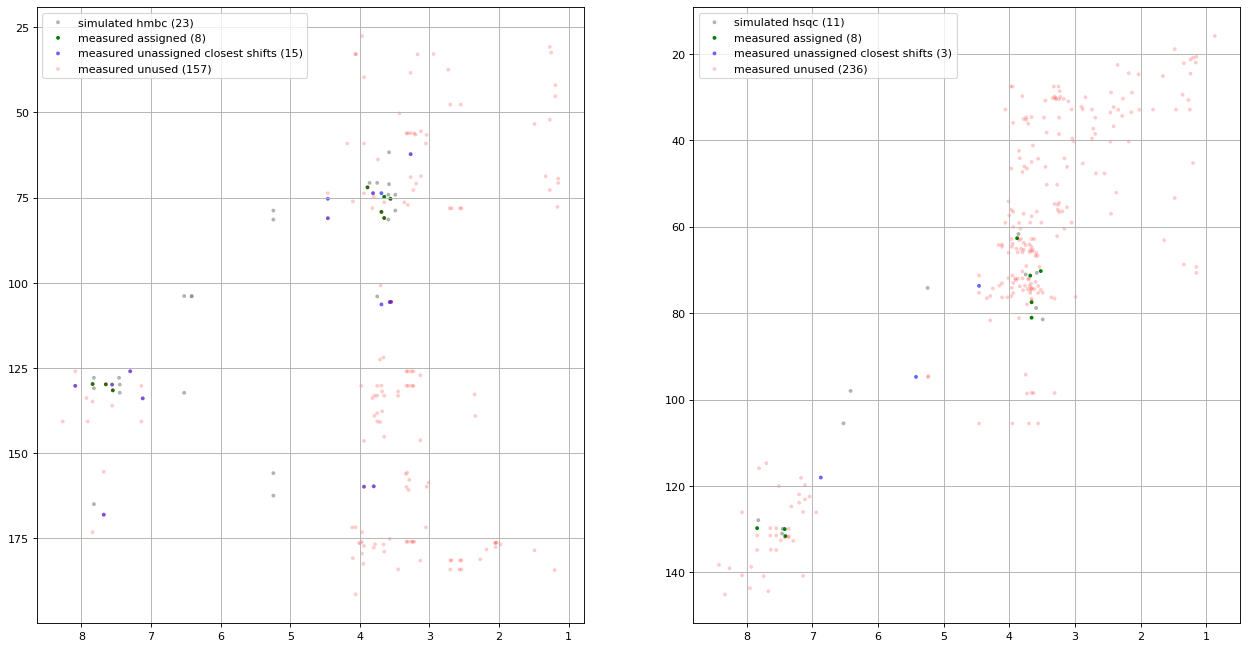 simulated hmbc (23)
measured assigned (8)
measured unassigned closest shifts (15)
measured unused (157)
25
50
75
100
125
150
175
8 7 6 5 4 3 2 1
simulated hsqc (11)
measured assigned (8)
measured unassigned closest shifts (3)
measured unused (236)
20
40
60
80
100
120
140
8 7 6 5 4 3 2 1